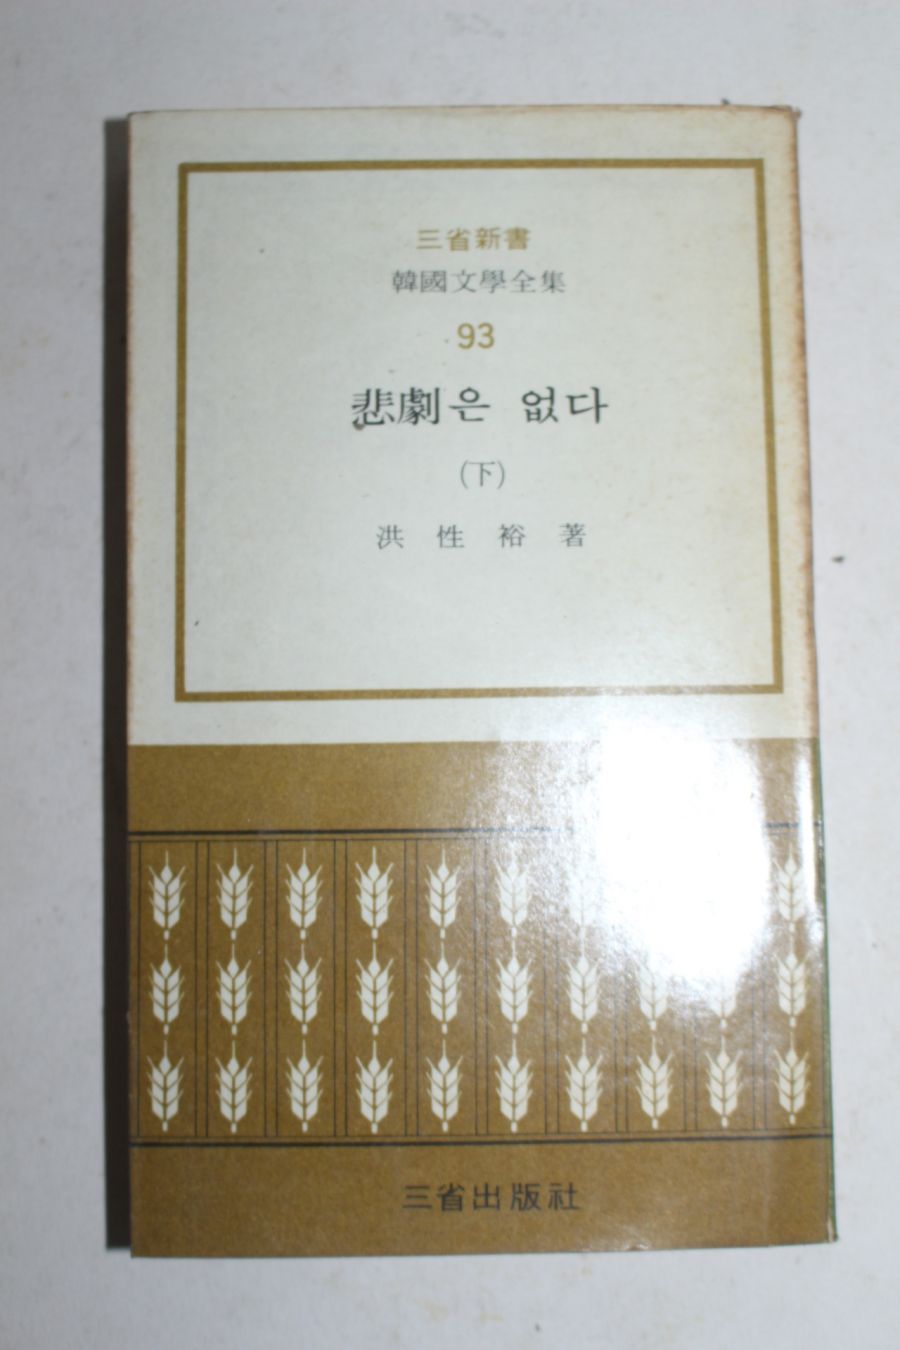 三省新書
韓國文學全集
93
悲劇은 없다
(下)
洪性裕著
三省出版社